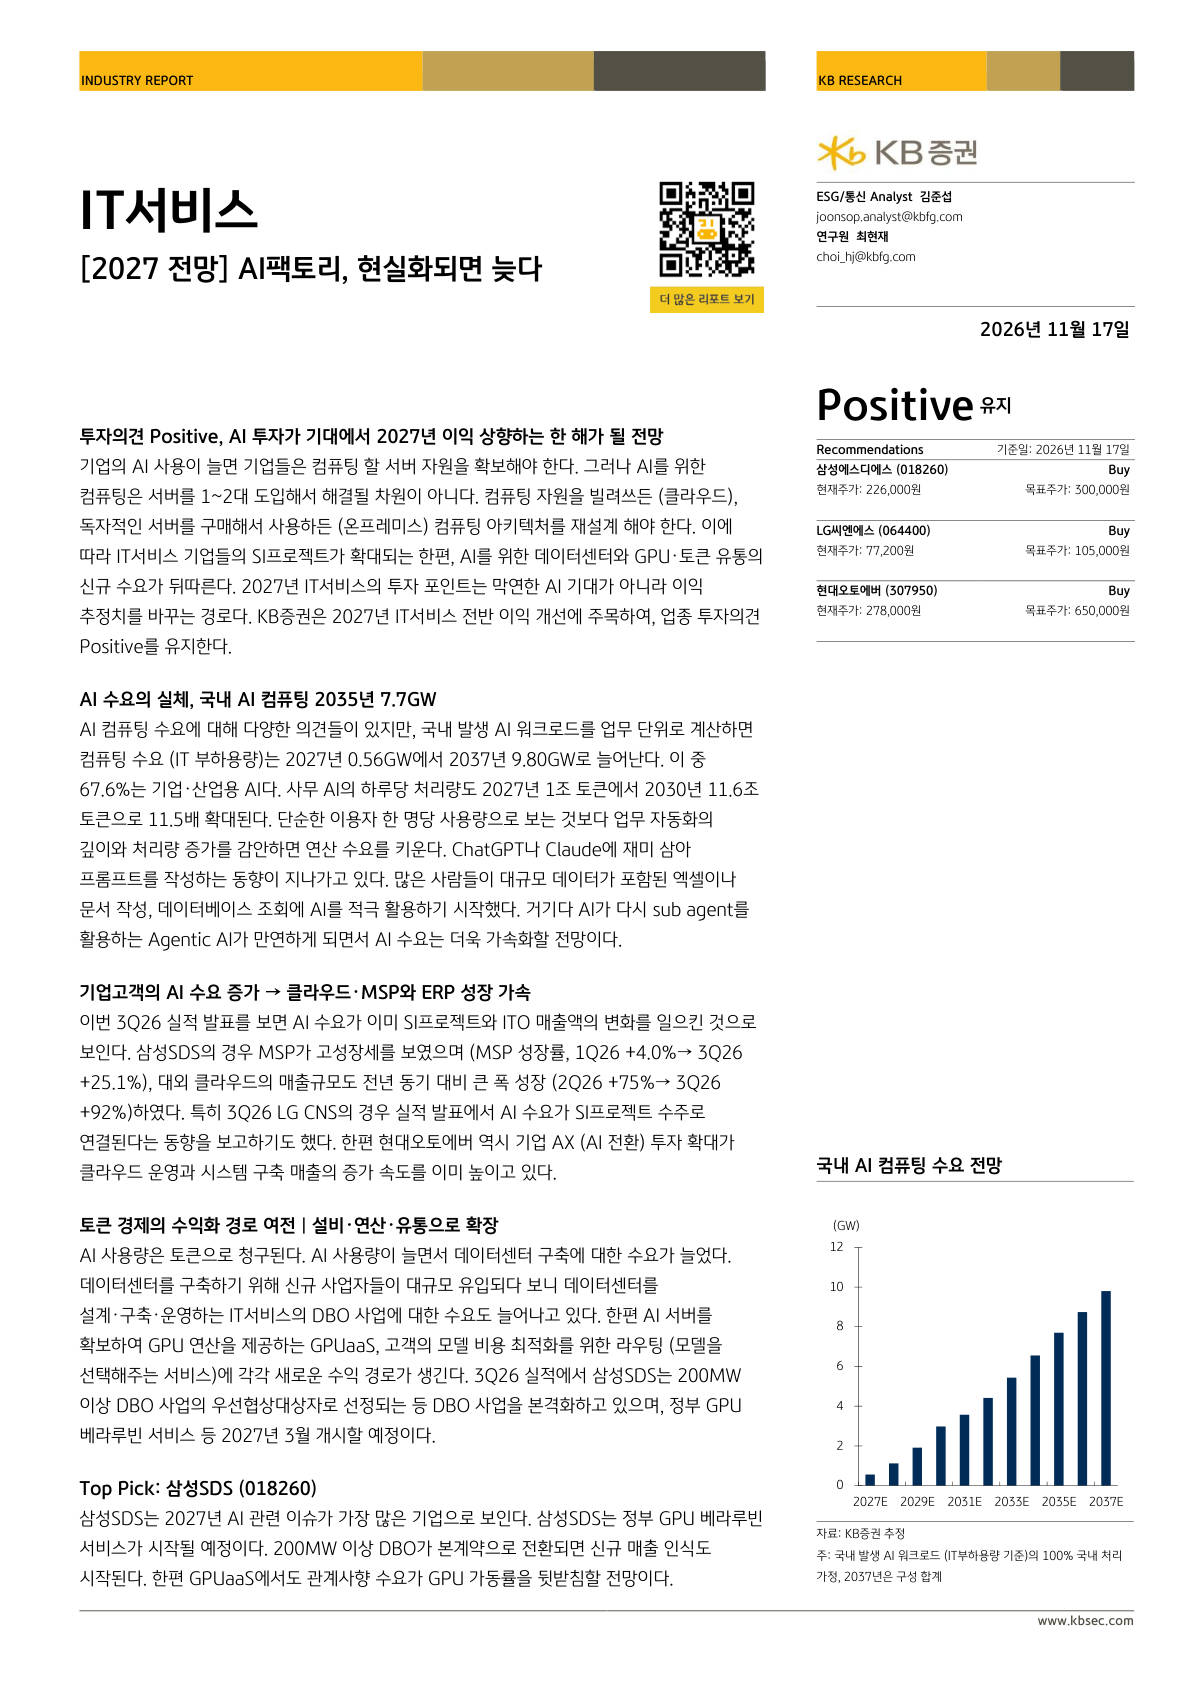 INDUSTRY REPORT
KB RESEARCH
KB증권
IT서비스
[2027 전망] AI팩토리, 현실화되면 늦다
더 많은 리포트 보기
ESG/통신 Analyst 김준섭
joonsop.analyst@kbfg.com
연구원 최현재
choi_hj@kbfg.com
2026년 11월 17일
Positive 유지
Recommendations 기준일: 2026년 11월 17일
삼성에스디에스 (018260) Buy
현재주가: 226,000원 목표주가: 300,000원
LG씨엔에스 (064400) Buy
현재주가: 77,200원 목표주가: 105,000원
현대오토에버 (307950) Buy
현재주가: 278,000원 목표주가: 650,000원
투자의견 Positive, AI 투자가 기대에서 2027년 이익 상향하는 한 해가 될 전망
기업의 AI 사용이 늘면 기업들은 컴퓨팅 할 서버 자원을 확보해야 한다. 그러나 AI를 위한
컴퓨팅은 서버를 1~2대 도입해서 해결될 차원이 아니다. 컴퓨팅 자원을 빌려쓰든 (클라우드),
독자적인 서버를 구매해서 사용하든 (온프레미스) 컴퓨팅 아키텍처를 재설계 해야 한다. 이에
따라 IT서비스 기업들의 SI프로젝트가 확대되는 한편, AI를 위한 데이터센터와 GPU·토큰 유통의
신규 수요가 뒤따른다. 2027년 IT서비스의 투자 포인트는 막연한 AI 기대가 아니라 이익
추정치를 바꾸는 경로다. KB증권은 2027년 IT서비스 전반 이익 개선에 주목하여, 업종 투자의견
Positive를 유지한다.
AI 수요의 실체, 국내 AI 컴퓨팅 2035년 7.7GW
AI 컴퓨팅 수요에 대해 다양한 의견들이 있지만, 국내 발생 AI 워크로드를 업무 단위로 계산하면
컴퓨팅 수요 (IT 부하용량)는 2027년 0.56GW에서 2037년 9.80GW로 늘어난다. 이 중
67.6%는 기업·산업용 AI다. 사무 AI의 하루당 처리량도 2027년 1조 토큰에서 2030년 11.6조
토큰으로 11.5배 확대된다. 단순한 이용자 한 명당 사용량으로 보는 것보다 업무 자동화의
깊이와 처리량 증가를 감안하면 연산 수요를 키운다. ChatGPT나 Claude에 재미 삼아
프롬프트를 작성하는 동향이 지나가고 있다. 많은 사람들이 대규모 데이터가 포함된 엑셀이나
문서 작성, 데이터베이스 조회에 AI를 적극 활용하기 시작했다. 거기다 AI가 다시 sub agent를
활용하는 Agentic AI가 만연하게 되면서 AI 수요는 더욱 가속화할 전망이다.
기업고객의 AI 수요 증가 → 클라우드·MSP와 ERP 성장 가속
이번 3Q26 실적 발표를 보면 AI 수요가 이미 SI프로젝트와 ITO 매출액의 변화를 일으킨 것으로
보인다. 삼성SDS의 경우 MSP가 고성장세를 보였으며 (MSP 성장률, 1Q26 +4.0%→ 3Q26
+25.1%), 대외 클라우드의 매출규모도 전년 동기 대비 큰 폭 성장 (2Q26 +75%→ 3Q26
+92%)하였다. 특히 3Q26 LG CNS의 경우 실적 발표에서 AI 수요가 SI프로젝트 수주로
연결된다는 동향을 보고하기도 했다. 한편 현대오토에버 역시 기업 AX (AI 전환) 투자 확대가
클라우드 운영과 시스템 구축 매출의 증가 속도를 이미 높이고 있다.
토큰 경제의 수익화 경로 여전 | 설비·연산·유통으로 확장
AI 사용량은 토큰으로 청구된다. AI 사용량이 늘면서 데이터센터 구축에 대한 수요가 늘었다.
데이터센터를 구축하기 위해 신규 사업자들이 대규모 유입되다 보니 데이터센터를
설계·구축·운영하는 IT서비스의 DBO 사업에 대한 수요도 늘어나고 있다. 한편 AI 서버를
확보하여 GPU 연산을 제공하는 GPUaaS, 고객의 모델 비용 최적화를 위한 라우팅 (모델을
선택해주는 서비스)에 각각 새로운 수익 경로가 생긴다. 3Q26 실적에서 삼성SDS는 200MW
이상 DBO 사업의 우선협상대상자로 선정되는 등 DBO 사업을 본격화하고 있으며, 정부 GPU
베라루빈 서비스 등 2027년 3월 개시할 예정이다.
Top Pick: 삼성SDS (018260)
삼성SDS는 2027년 AI 관련 이슈가 가장 많은 기업으로 보인다. 삼성SDS는 정부 GPU 베라루빈
서비스가 시작될 예정이다. 200MW 이상 DBO가 본계약으로 전환되면 신규 매출 인식도
시작된다. 한편 GPUaaS에서도 관계사향 수요가 GPU 가동률을 뒷받침할 전망이다.
국내 AI 컴퓨팅 수요 전망
(GW)
12
10
8
6
4
2
0
2027E 2029E 2031E 2033E 2035E 2037E
자료: KB증권 추정
주: 국내 발생 AI 워크로드 (IT부하용량 기준)의 100% 국내 처리
가정, 2037년은 구성 합계
www.kbsec.com